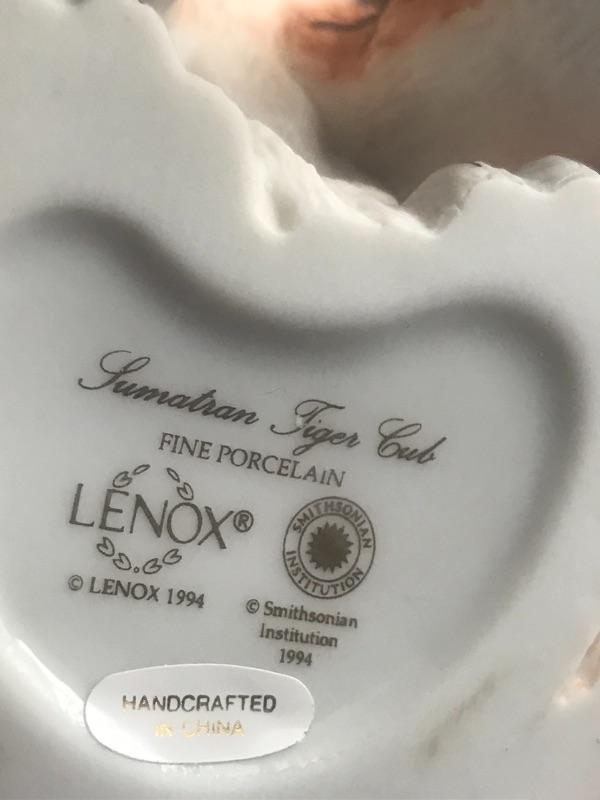 Sumatran Tiger Cub
FINE PORCELAIN
LENOX®
© LENOX 1994
SMITHSONIAN INSTITUTION
© Smithsonian
Institution
1994
HANDCRAFTED
IN CHINA